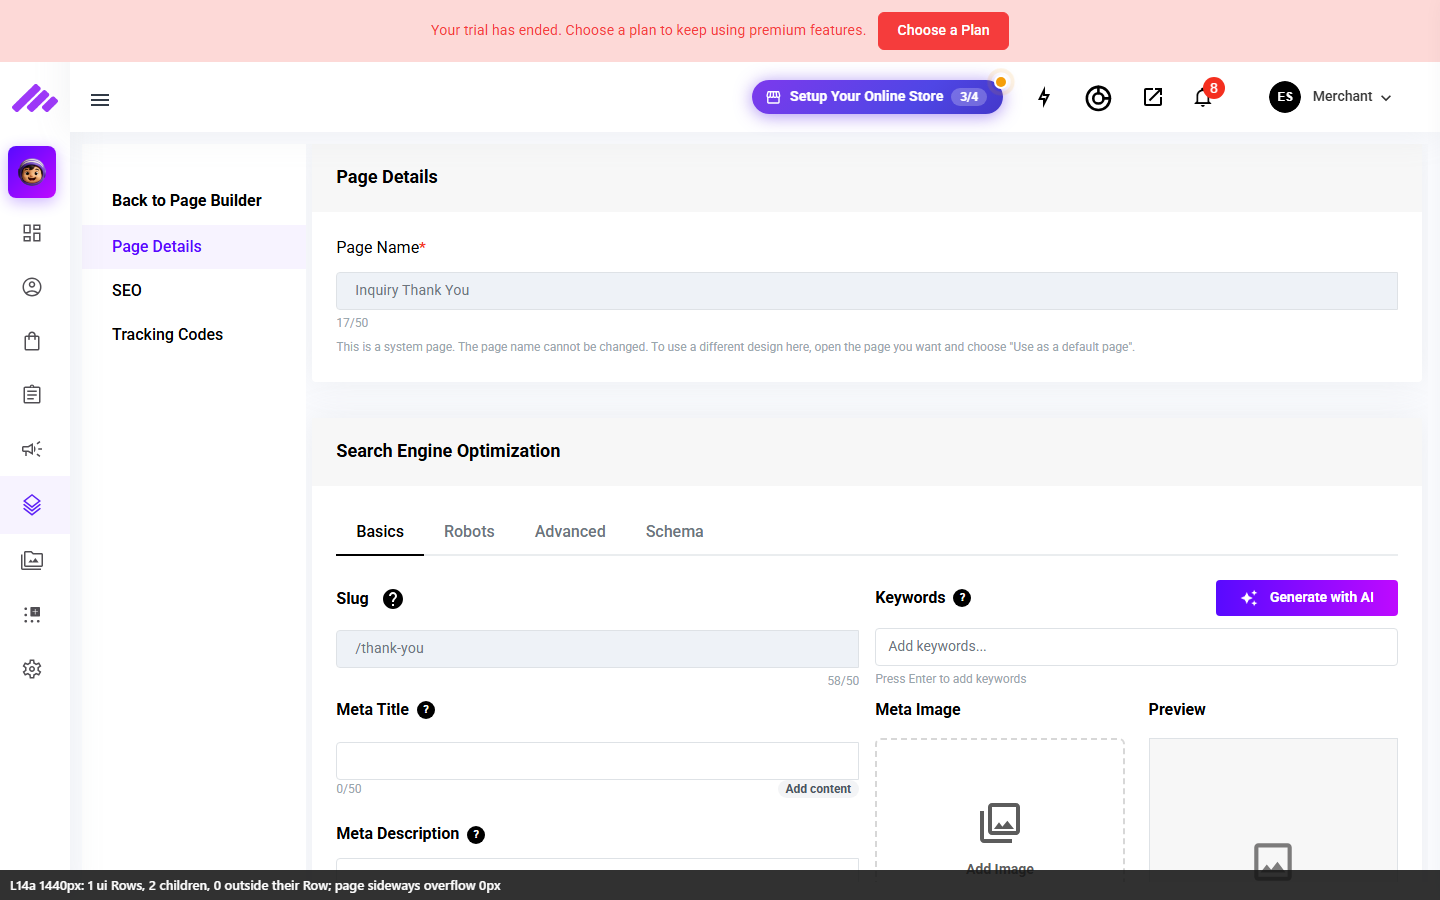 Your trial has ended. Choose a plan to keep using premium features.
Choose a Plan
Setup Your Online Store 3/4
8
ES
Merchant
Back to Page Builder
Page Details
SEO
Tracking Codes
Page Details
Page Name*
Inquiry Thank You
17/50
This is a system page. The page name cannot be changed. To use a different design here, open the page you want and choose "Use as a default page".
Search Engine Optimization
Basics
Robots
Advanced
Schema
Slug ?
/thank-you
58/50
Keywords ?
Generate with AI
Add keywords...
Press Enter to add keywords
Meta Title ?
0/50
Add content
Meta Image
Preview
Add Image
Meta Description ?
L14a 1440px: 1 ui Rows, 2 children, 0 outside their Row; page sideways overflow 0px